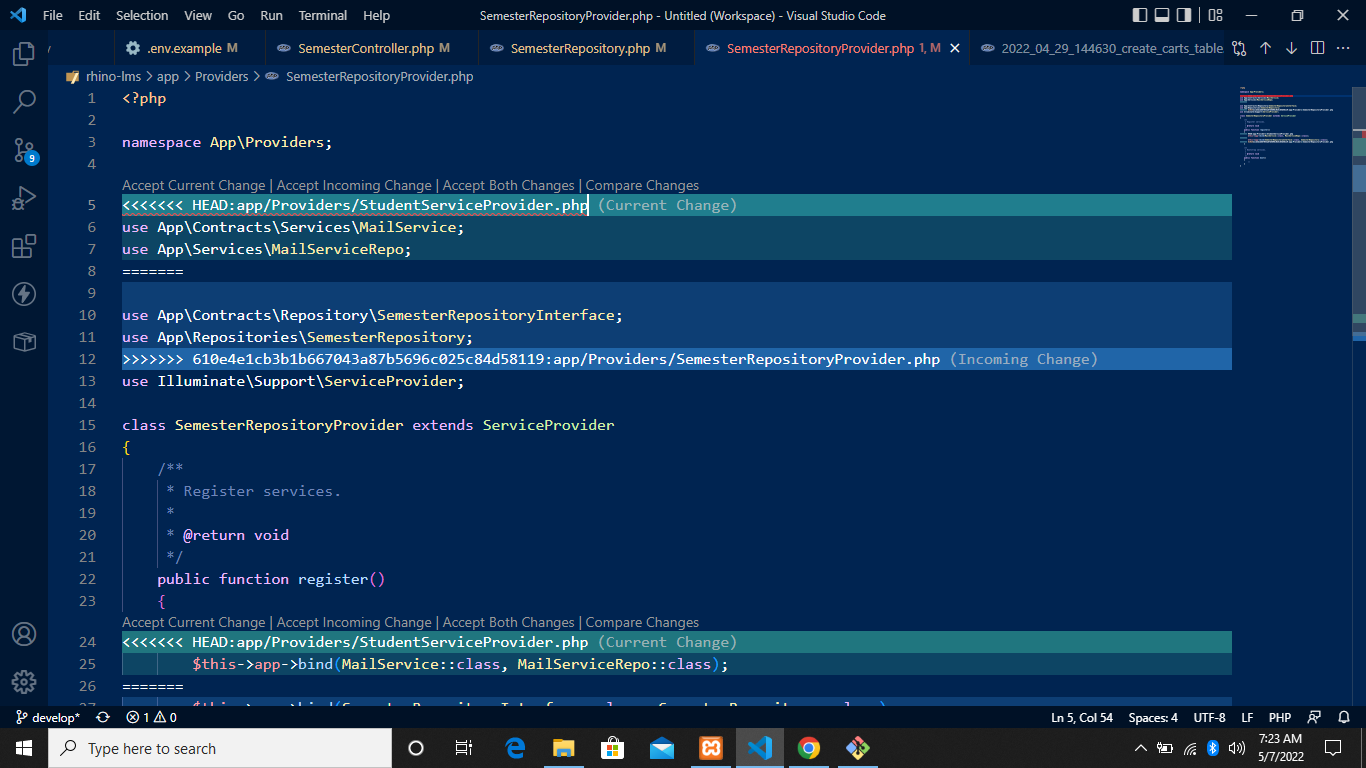 File Edit Selection View Go Run Terminal Help SemesterRepositoryProvider.php - Untitled (Workspace) - Visual Studio Code
.env.example M SemesterController.php M SemesterRepository.php M SemesterRepositoryProvider.php 1, M 2022_04_29_144630_create_carts_table
rhino-lms > app > Providers > SemesterRepositoryProvider.php
1 <?php
2
3 namespace App\Providers;
4
Accept Current Change | Accept Incoming Change | Accept Both Changes | Compare Changes
5 <<<<<<< HEAD:app/Providers/StudentServiceProvider.php (Current Change)
6 use App\Contracts\Services\MailService;
7 use App\Services\MailServiceRepo;
8 =======
9
10 use App\Contracts\Repository\SemesterRepositoryInterface;
11 use App\Repositories\SemesterRepository;
12 >>>>>>> 610e4e1cb3b1b667043a87b5696c025c84d58119:app/Providers/SemesterRepositoryProvider.php (Incoming Change)
13 use Illuminate\Support\ServiceProvider;
14
15 class SemesterRepositoryProvider extends ServiceProvider
16 {
17 /**
18 * Register services.
19 *
20 * @return void
21 */
22 public function register()
23 {
Accept Current Change | Accept Incoming Change | Accept Both Changes | Compare Changes
24 <<<<<<< HEAD:app/Providers/StudentServiceProvider.php (Current Change)
25 $this->app->bind(MailService::class, MailServiceRepo::class);
26 =======
9
develop* 1 0 Ln 5, Col 54 Spaces: 4 UTF-8 LF PHP
Type here to search
7:23 AM
5/7/2022